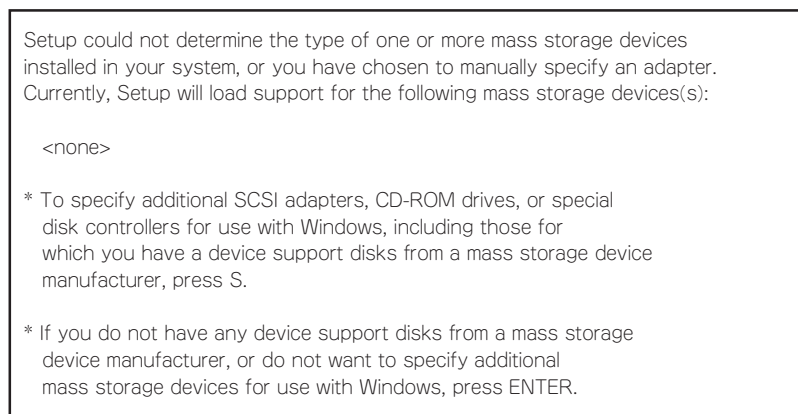 Setup could not determine the type of one or more mass storage devices
installed in your system, or you have chosen to manually specify an adapter.
Currently, Setup will load support for the following mass storage devices(s):
<none>
* To specify additional SCSI adapters, CD-ROM drives, or special
disk controllers for use with Windows, including those for
which you have a device support disks from a mass storage device
manufacturer, press S.
* If you do not have any device support disks from a mass storage
device manufacturer, or do not want to specify additional
mass storage devices for use with Windows, press ENTER.